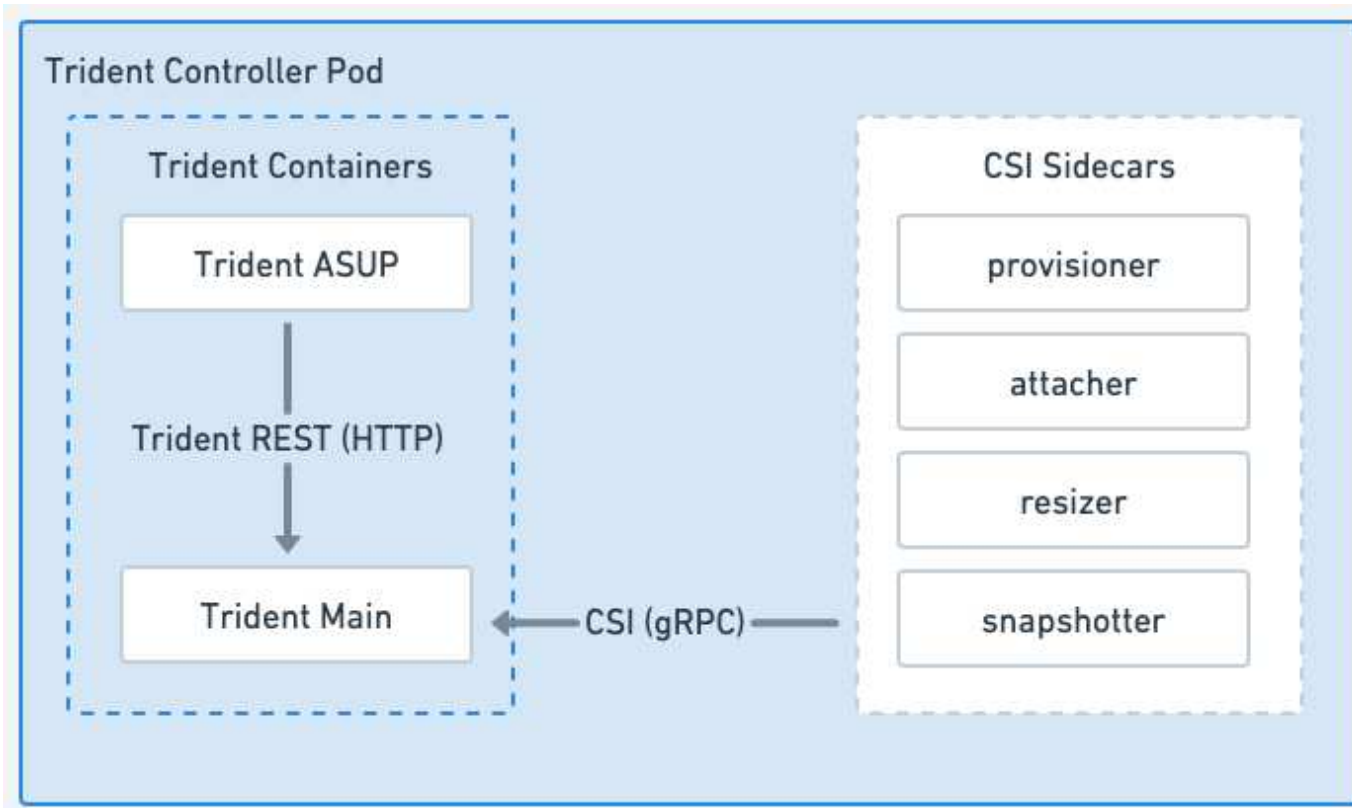 Trident Controller Pod
Trident Containers
Trident ASUP
Trident REST (HTTP)
Trident Main
CSI (gRPC)
CSI Sidecars
provisioner
attacher
resizer
snapshotter